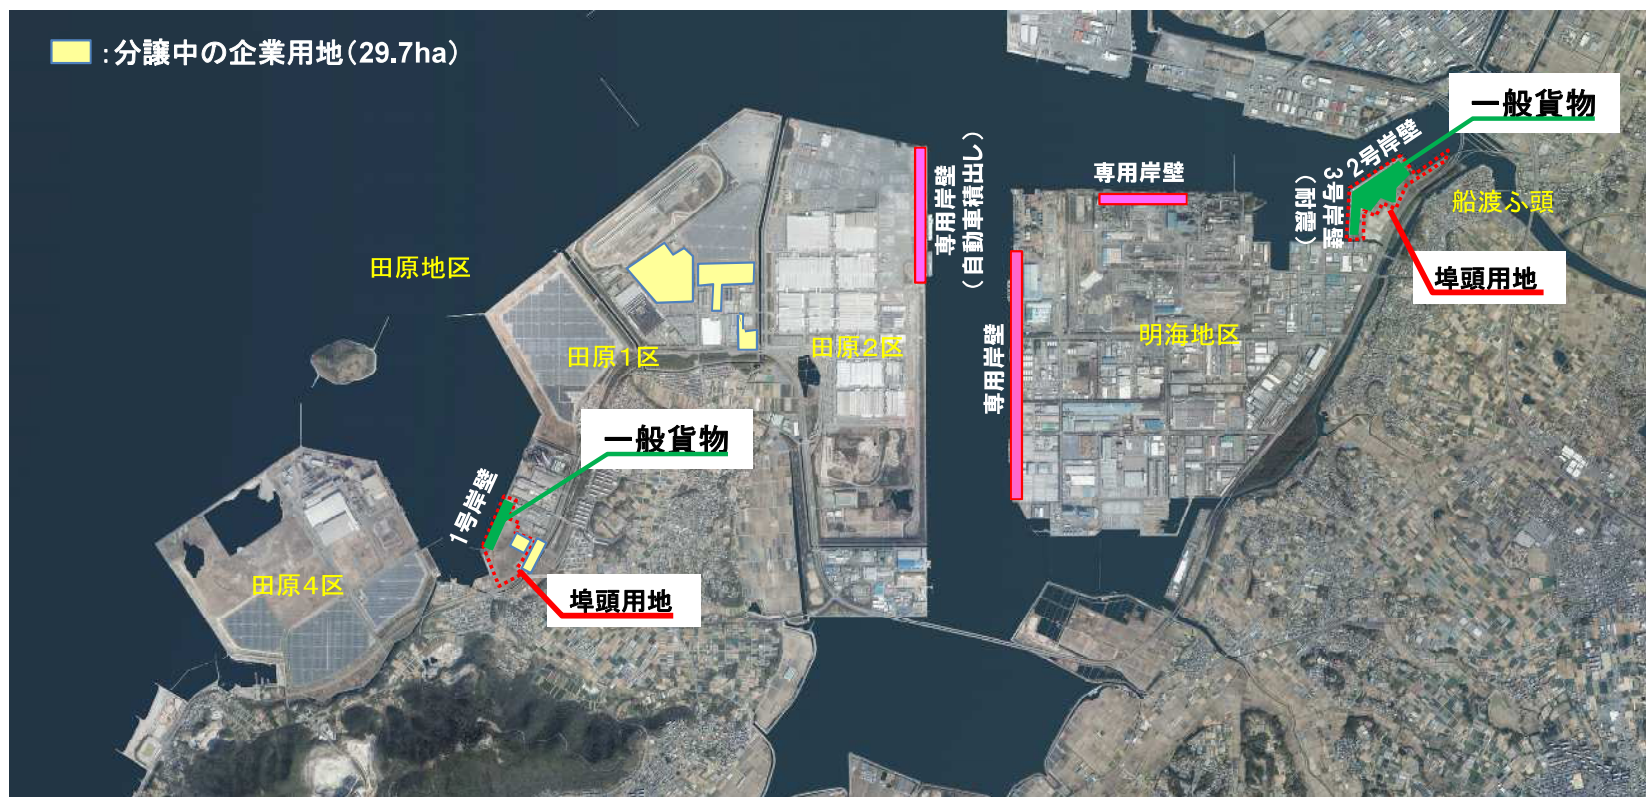 ：分譲中の企業用地（29.7ha）
一般貨物
2号岸壁
3号岸壁
（耐震）
船渡ふ頭
埠頭用地
専用岸壁
専用岸壁
（自動車積出し）
田原地区
専用岸壁
明海地区
田原1区
田原2区
一般貨物
1号岸壁
田原4区
埠頭用地